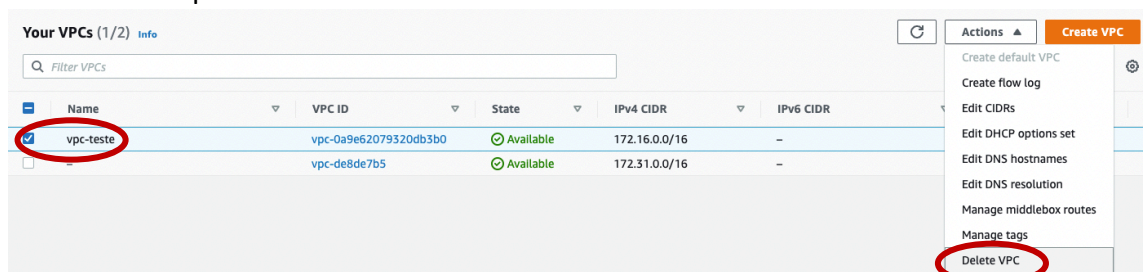 Your VPCs (1/2) Info
Actions
Create VPC
Filter VPCs
Create default VPC
Create flow log
Name VPC ID State IPv4 CIDR IPv6 CIDR
Edit CIDRs
vpc-teste vpc-0a9e62079320db3b0 Available 172.16.0.0/16 –
Edit DHCP options set
– vpc-de8de7b5 Available 172.31.0.0/16 –
Edit DNS hostnames
Edit DNS resolution
Manage middlebox routes
Manage tags
Delete VPC